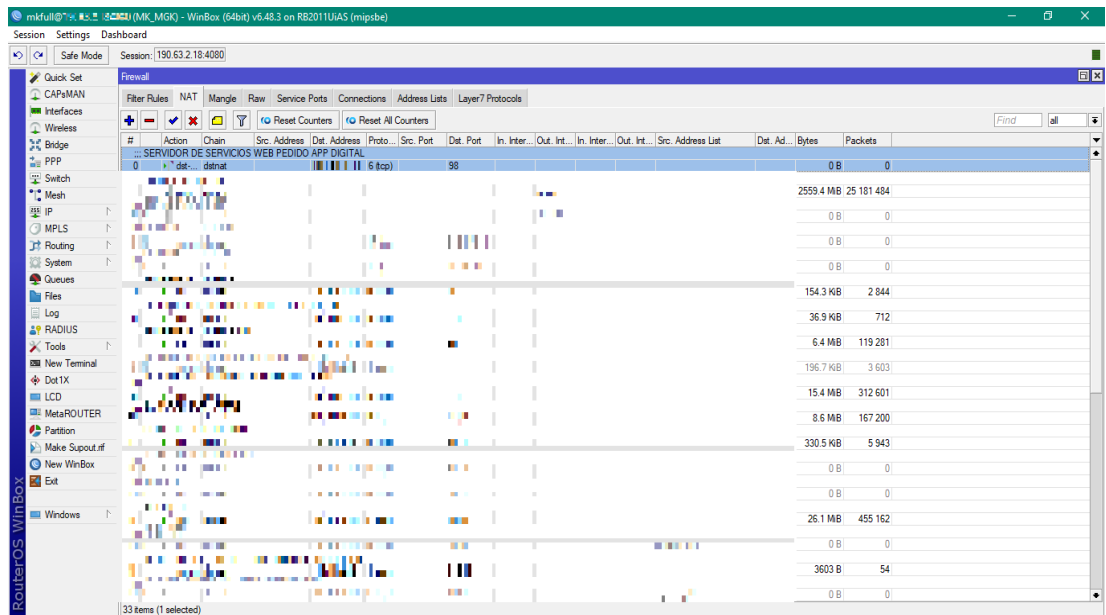 (MK_MGK) - WinBox (64bit) v6.48.3 on RB2011UiAS (mipsbe)
Session Settings Dashboard
Safe Mode Session: 190.63.2.18:4080
Quick Set
CAPsMAN
Interfaces
Wireless
Bridge
PPP
Switch
Mesh
IP
MPLS
Routing
System
Queues
Files
Log
RADIUS
Tools
New Terminal
Dot1X
LCD
MetaROUTER
Partition
Make Supout.rif
New WinBox
Exit
Windows
RouterOS WinBox
Firewall
Filter Rules NAT Mangle Raw Service Ports Connections Address Lists Layer7 Protocols
Reset Counters Reset All Counters Find all
# Action Chain Src. Address Dst. Address Proto... Src. Port Dst. Port In. Inter... Out. Int... In. Inter... Out. Int... Src. Address List Dst. Ad... Bytes Packets
::: SERVIDOR DE SERVICIOS WEB PEDIDO APP DIGITAL
0 dst-... dstnat 6 (tcp) 98 0 B 0
2559.4 MiB 25 181 484
0 B 0
0 B 0
0 B 0
154.3 KiB 2 844
36.9 KiB 712
6.4 MiB 119 281
196.7 KiB 3 603
15.4 MiB 312 601
8.6 MiB 167 200
330.5 KiB 5 943
0 B 0
0 B 0
26.1 MiB 455 162
0 B 0
3603 B 54
0 B 0
33 items (1 selected)